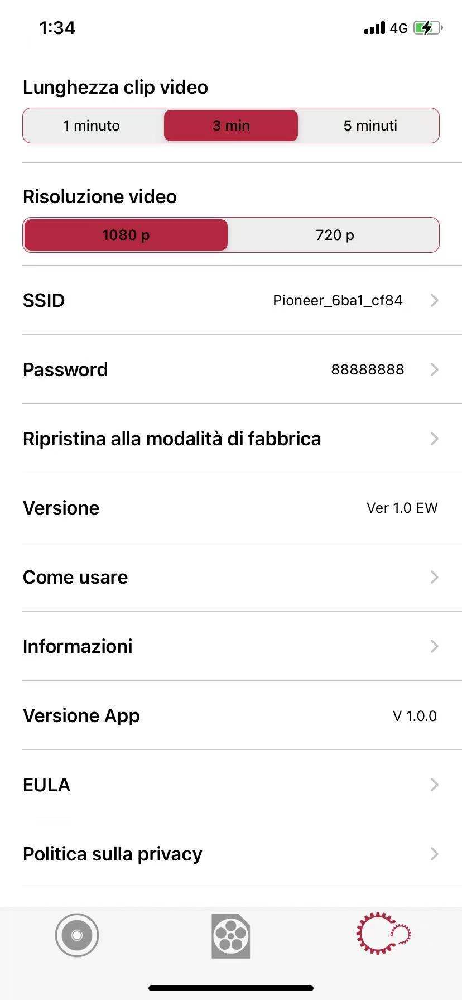 1:34 4G
Lunghezza clip video
1 minuto 3 min 5 minuti
Risoluzione video
1080 p 720 p
SSID Pioneer_6ba1_cf84
Password 88888888
Ripristina alla modalità di fabbrica
Versione Ver 1.0 EW
Come usare
Informazioni
Versione App V 1.0.0
EULA
Politica sulla privacy